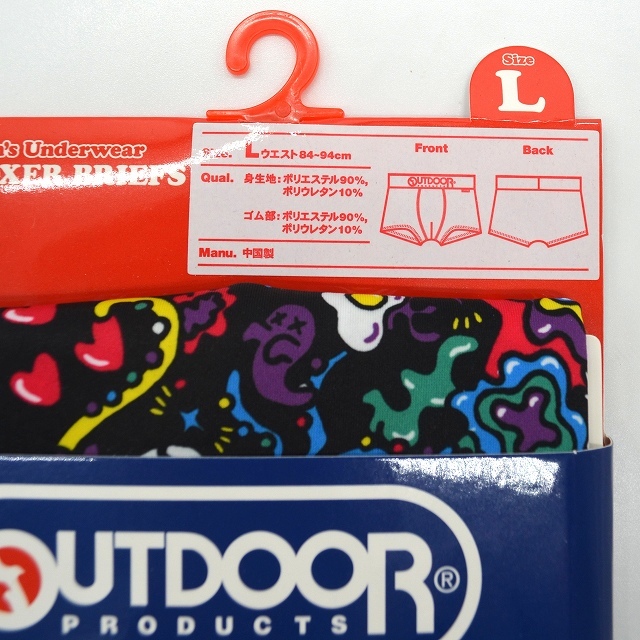 Size
L
's Underwear
XER BRIEFS
Size. Lウエスト84~94cm
Qual. 身生地:ポリエステル90%,
ポリウレタン10%
ゴム部:ポリエステル90%,
ポリウレタン10%
Manu. 中国製
Front
Back
OUTDOOR
OUTDOOR®
PRODUCTS